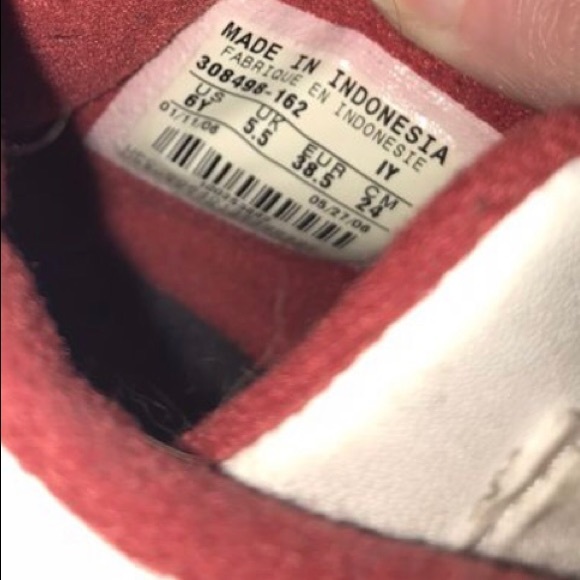 MADE IN INDONESIA
FABRIQUE EN INDONESIE
308498-162 IY
US UK EUR CM
6Y 5.5 38.5 24
01/11/06 05/27/06